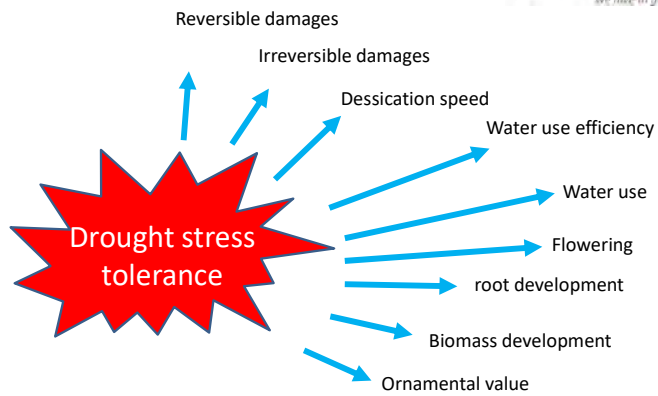 Reversible damages
Irreversible damages
Dessication speed
Water use efficiency
Water use
Flowering
root development
Biomass development
Ornamental value
Drought stress
tolerance